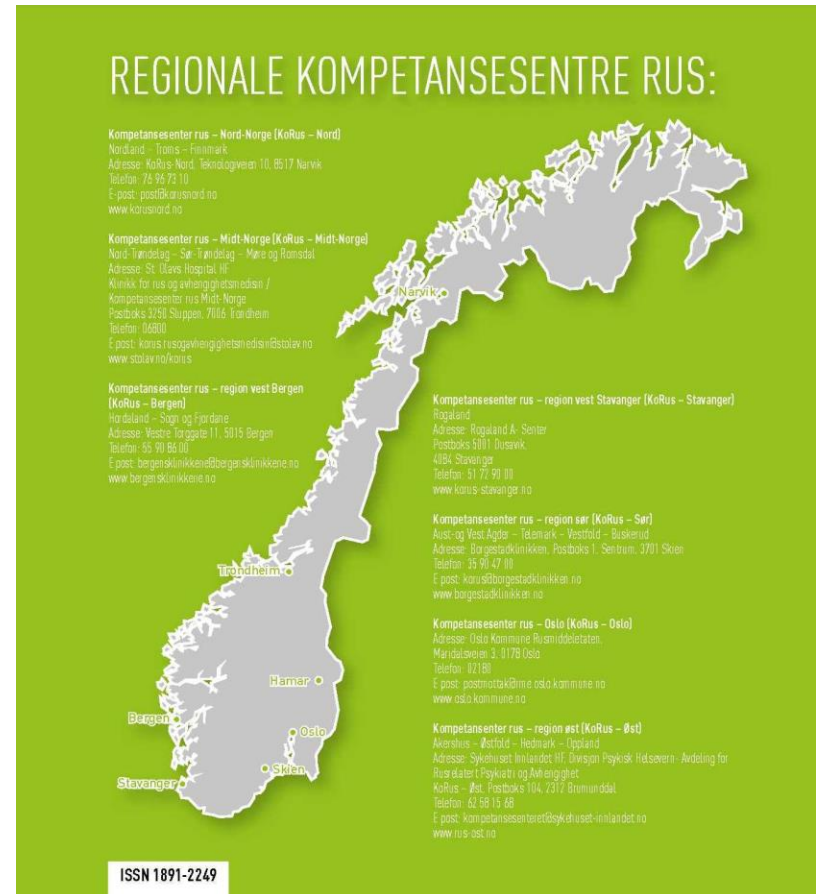 REGIONALE KOMPETANSESENTRE RUS:
Kompetansesenter rus – Nord-Norge (KoRus – Nord)
Nordland – Troms – Finnmark
Adresse: KoRus-Nord, Teknologiveien 10, 8517 Narvik
Telefon: 76 96 73 10
E-post: post@korusnord.no
www.korusnord.no
Kompetansesenter rus – Midt-Norge (KoRus – Midt-Norge)
Nord-Trøndelag – Sør-Trøndelag – Møre og Romsdal
Adresse: St. Olavs Hospital HF
Klinikk for rus og avhengighetsmedisin /
Kompetansesenter rus Midt-Norge
Postboks 3250 Sluppen, 7006 Trondheim
Telefon: 06800
E post: korus.rusogavhengighetsmedisin@stolav.no
www.stolav.no/korus
Kompetansesenter rus – region vest Bergen
(KoRus – Bergen)
Hordaland – Sogn og Fjordane
Adresse: Vestre Torggate 11, 5015 Bergen
Telefon: 55 90 86 00
E post: bergensklinikkene@bergensklinikkene.no
www.bergensklinikkene.no
Kompetansesenter rus – region vest Stavanger (KoRus – Stavanger)
Rogaland
Adresse: Rogaland A- Senter
Postboks 5001 Dusavik,
4084 Stavanger
Telefon: 51 72 90 00
www.korus-stavanger.no
Kompetansesenter rus – region sør (KoRus – Sør)
Aust-og Vest Agder – Telemark – Vestfold – Buskerud
Adresse: Borgestadklinikken, Postboks 1, Sentrum, 3701 Skien
Telefon: 35 90 47 00
E post: korus@borgestadklinikken.no
www.borgestadklinikken.no
Kompetansesenter rus – Oslo (KoRus – Oslo)
Adresse: Oslo Kommune Rusmiddeletaten,
Maridalsveien 3, 0178 Oslo
Telefon: 02180
E post: postmottak@rme.oslo.kommune.no
www.oslo.kommune.no
Kompetansenter rus – region øst (KoRus – Øst)
Akershus – Østfold – Hedmark – Oppland
Adresse: Sykehuset Innlandet HF, Divisjon Psykisk Helsevern- Avdeling for
Rusrelatert Psykiatri og Avhengighet
KoRus – Øst, Postboks 104, 2312 Brumunddal
Telefon: 62 58 15 68
E post: kompetansesenteret@sykehuset-innlandet.no
www.rus-ost.no
Narvik
Trondheim
Hamar
Bergen
Oslo
Skien
Stavanger
ISSN 1891-2249